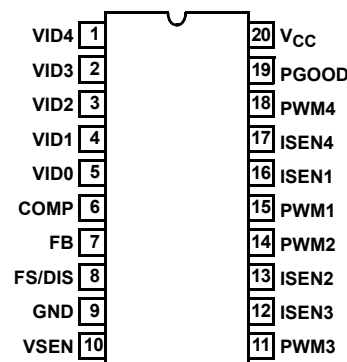 VID4 1 20 VCC
VID3 2 19 PGOOD
VID2 3 18 PWM4
VID1 4 17 ISEN4
VID0 5 16 ISEN1
COMP 6 15 PWM1
FB 7 14 PWM2
FS/DIS 8 13 ISEN2
GND 9 12 ISEN3
VSEN 10 11 PWM3